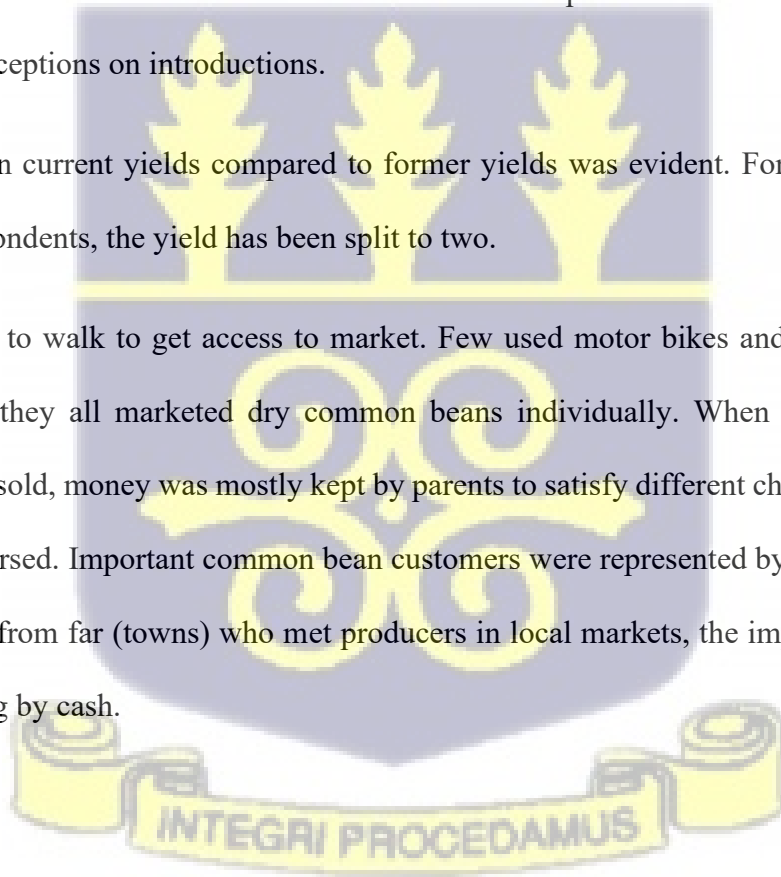 ceptions on introductions.
n current yields compared to former yields was evident. For
ondents, the yield has been split to two.
to walk to get access to market. Few used motor bikes and
they all marketed dry common beans individually. When
sold, money was mostly kept by parents to satisfy different ch
rsed. Important common bean customers were represented by
from far (towns) who met producers in local markets, the im
g by cash.
INTEGRI PROCEDAMUS